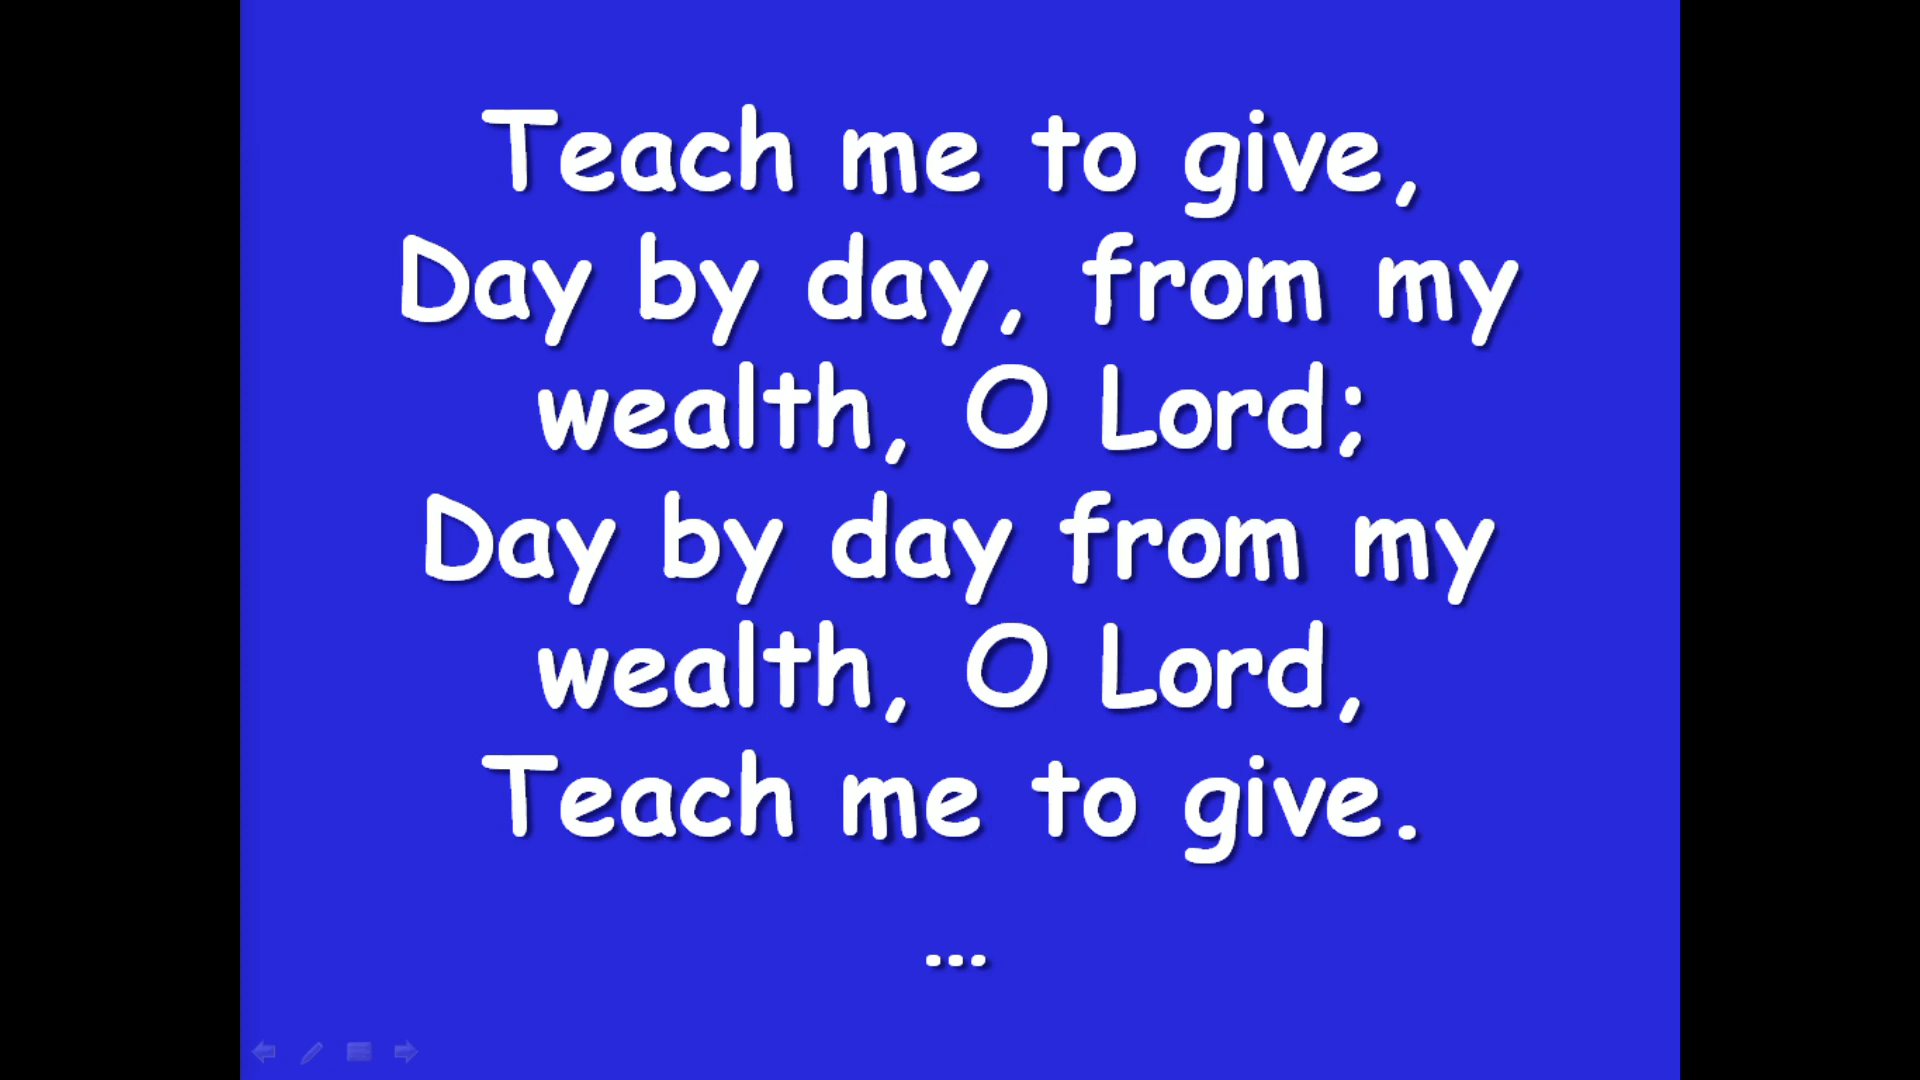 Teach me to give,
Day by day, from my
wealth, O Lord;
Day by day from my
wealth, O Lord,
Teach me to give.
...